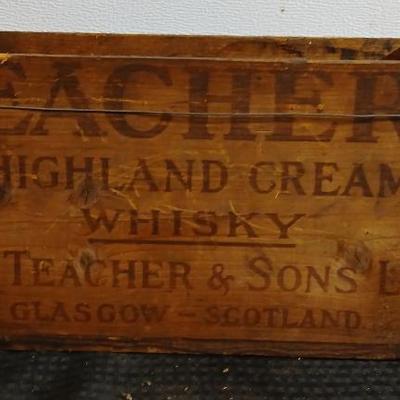 EACHER
HIGHLAND CREAM
WHISKY
TEACHER & SONS L
GLASGOW - SCOTLAND